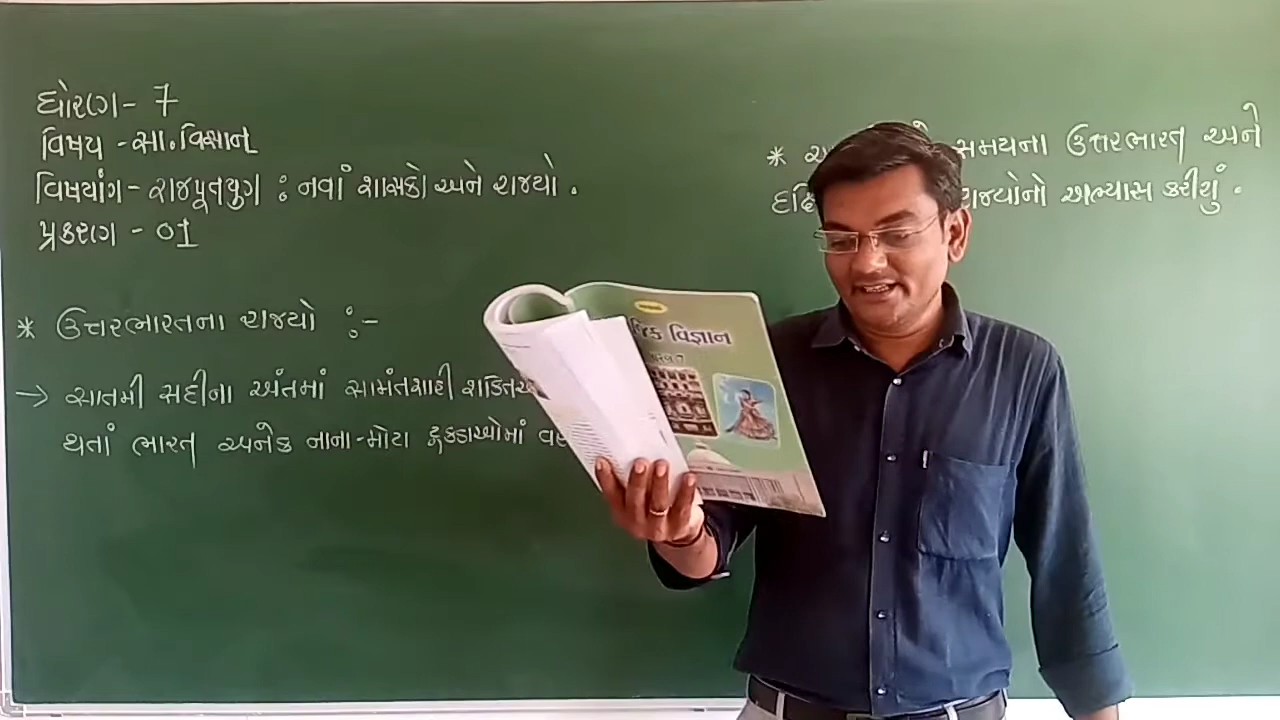 ધોરણ - 7
વિષય - સા. વિજ્ઞાન
વિષયાંગ - રાજપૂતયુગ : નવાં શાસકો અને રાજ્યો .
પ્રકરણ - 01
* ઉત્તરભારતના રાજ્યો :-
→ સાતમી સદીના અંતમાં સામંતશાહી
થતાં ભારત અનેક નાના-મોટા ટુકડાઓમાં
* સમયના ઉત્તરભારત અને
રાજ્યોનો અભ્યાસ કરીશું .
વિજ્ઞાન